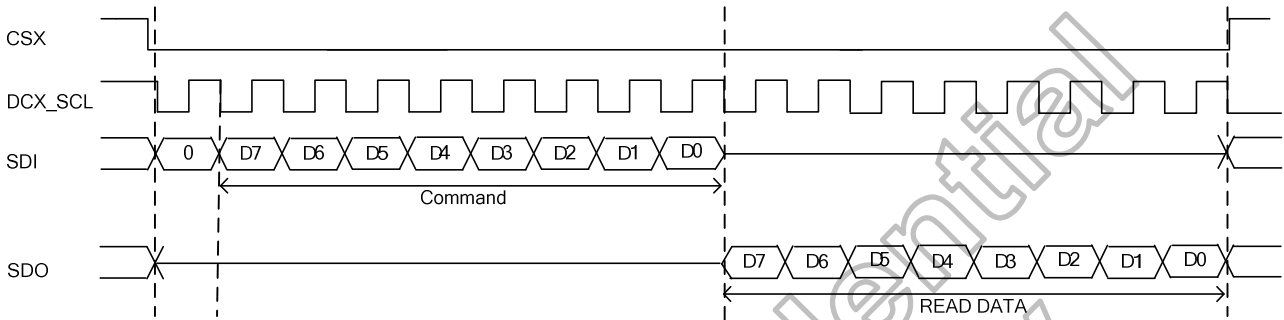 CSX
DCX_SCL
SDI 0 D7 D6 D5 D4 D3 D2 D1 D0
Command
SDO D7 D6 D5 D4 D3 D2 D1 D0
READ DATA